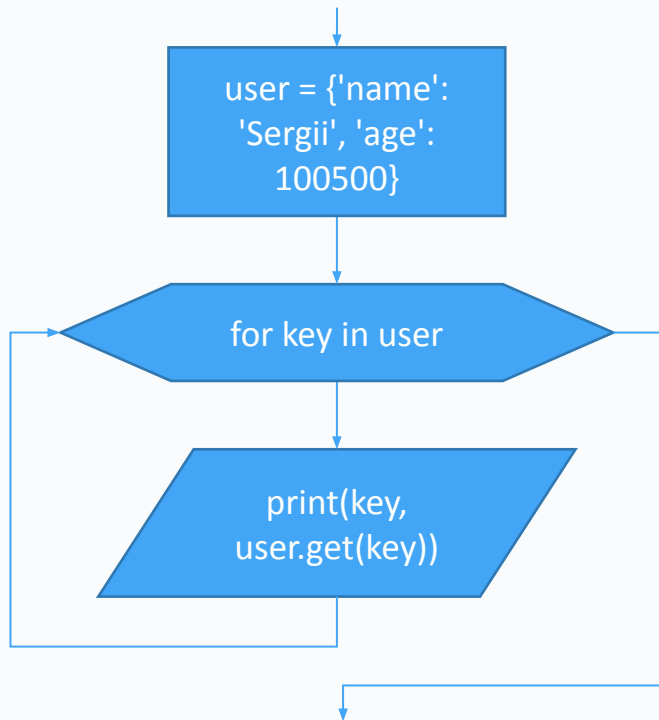 user = {'name':
'Sergii', 'age':
100500}
for key in user
print(key,
user.get(key))